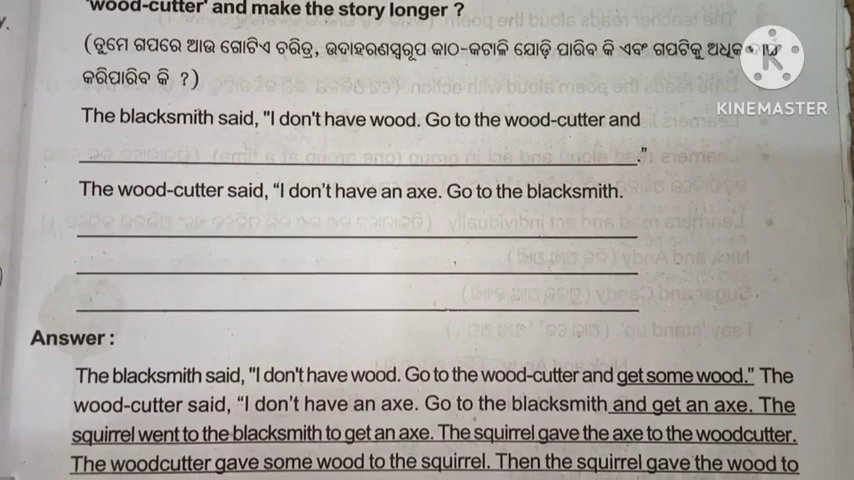 'wood-cutter' and make the story longer ?
(ତୁମେ ଗପରେ ଆଉ ଗୋଟିଏ ଚରିତ୍ର, ଉଦାହରଣସ୍ୱରୂପ କାଠ-କଟାଳି ଯୋଡ଼ି ପାରିବ କି ଏବଂ ଗପଟିକୁ ଅଧିକ
କରିପାରିବ କି ?)
KINEMASTER
The blacksmith said, "I don't have wood. Go to the wood-cutter and
____.”
The wood-cutter said, “I don’t have an axe. Go to the blacksmith.
Answer :
The blacksmith said, "I don't have wood. Go to the wood-cutter and get some wood.” The
wood-cutter said, “I don’t have an axe. Go to the blacksmith and get an axe. The
squirrel went to the blacksmith to get an axe. The squirrel gave the axe to the woodcutter.
The woodcutter gave some wood to the squirrel. Then the squirrel gave the wood to